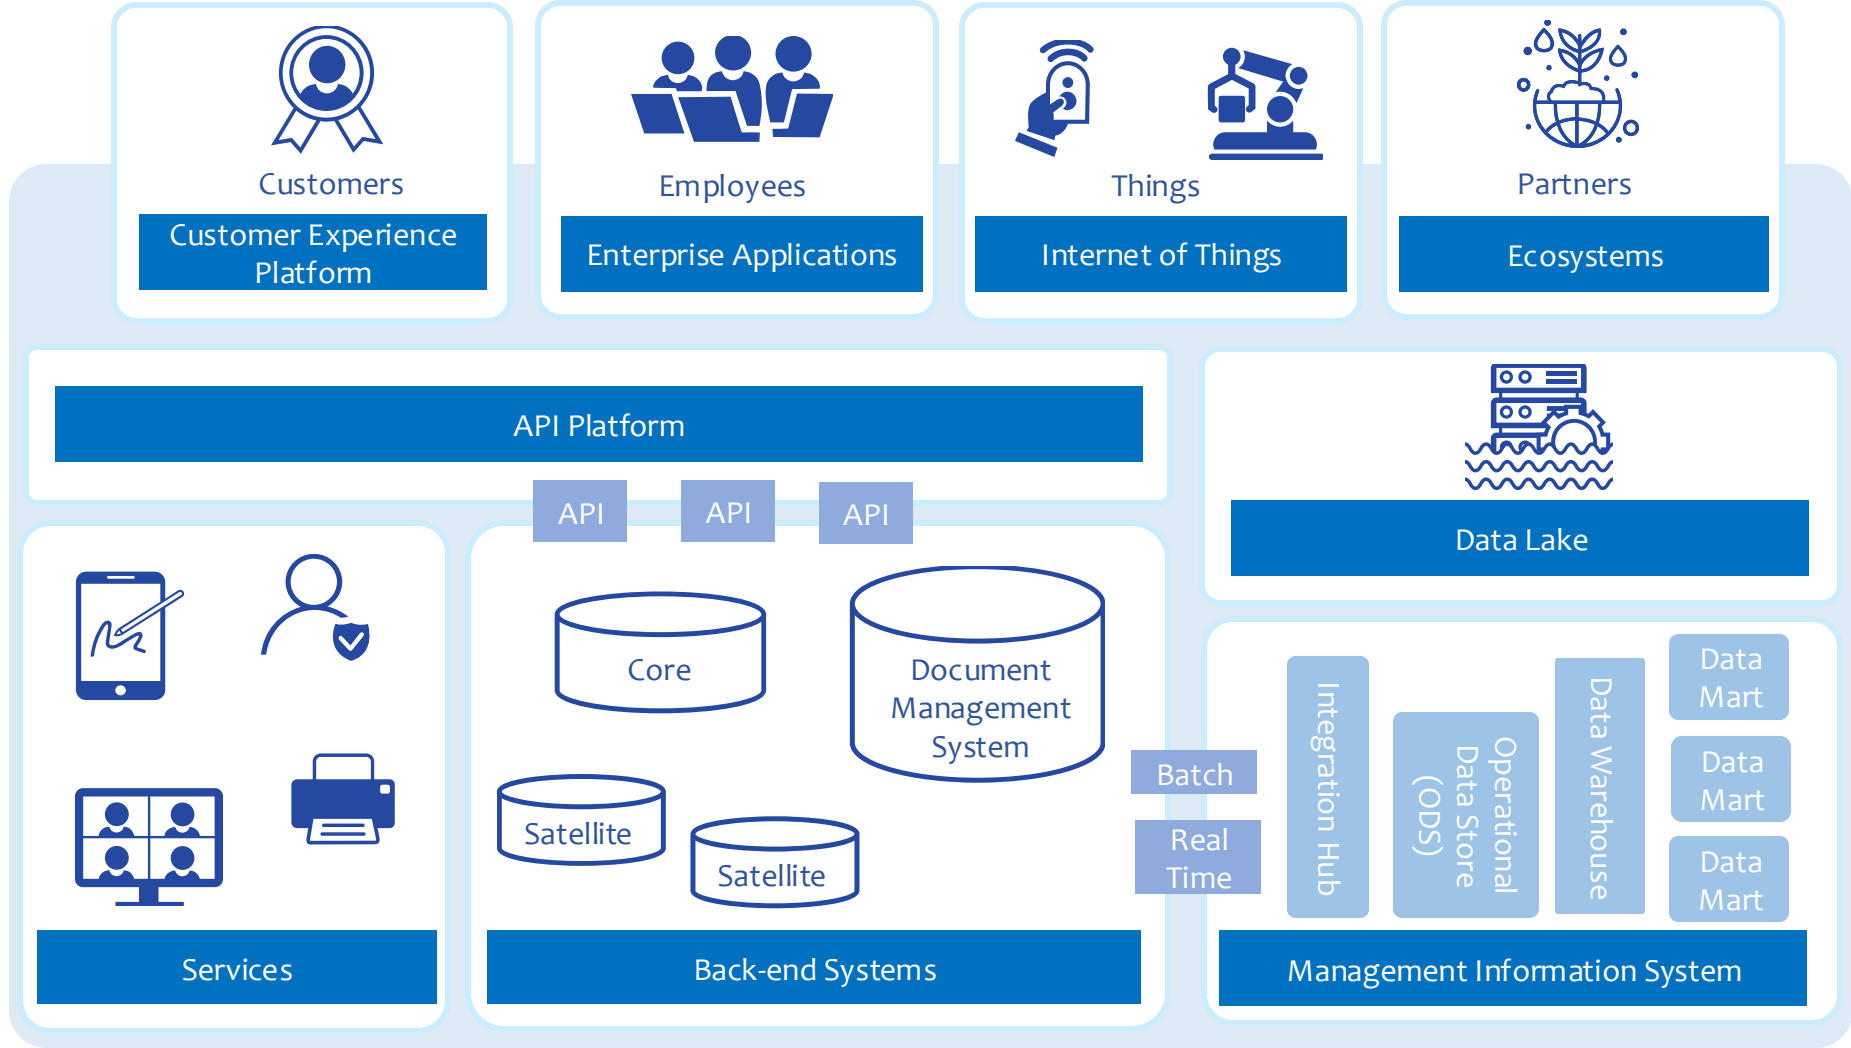 Customers
Customer Experience
Platform
Employees
Enterprise Applications
Things
Internet of Things
Partners
Ecosystems
API Platform
API
API
API
Data Lake
Services
Core
Document
Management
System
Satellite
Satellite
Back-end Systems
Batch
Real
Time
Integration Hub
Operational
Data Store
(ODS)
Data Warehouse
Data
Mart
Data
Mart
Data
Mart
Management Information System